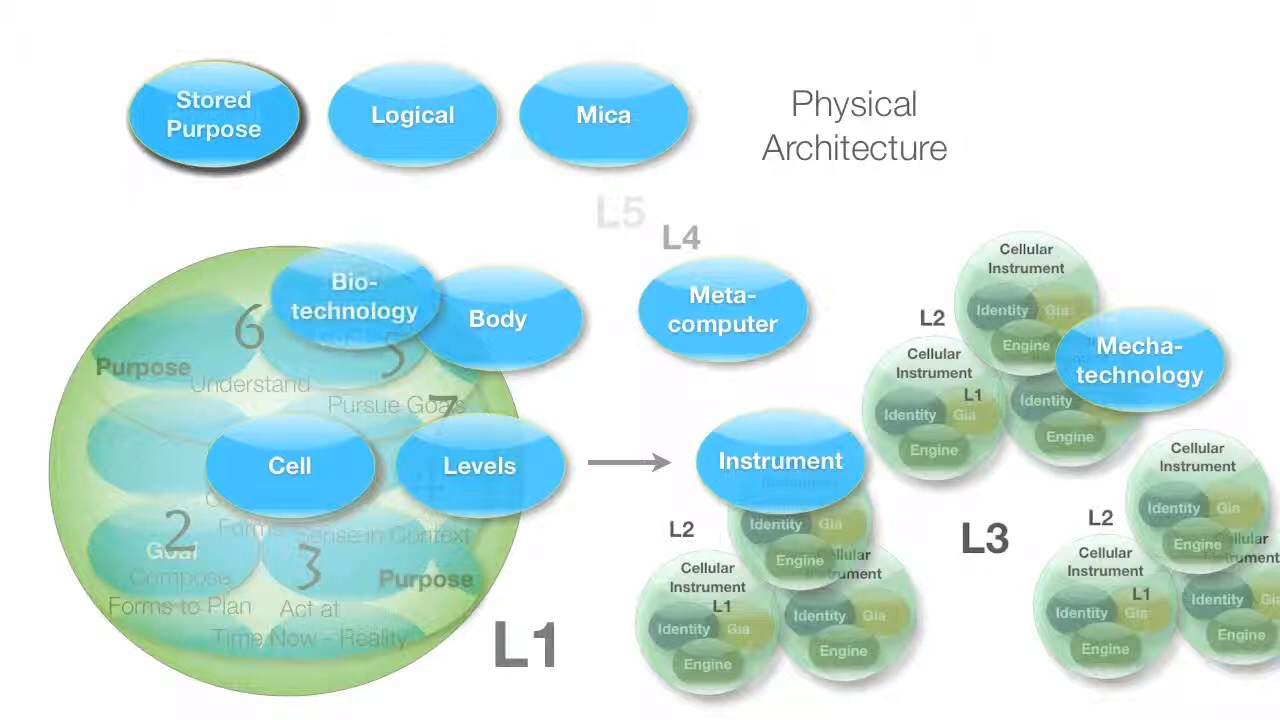 Stored
Purpose
Logical
Mica
Physical
Architecture
L5
L4
Bio-
technology
Body
Meta-
computer
Mecha-
technology
6
5
Purpose
Understand
Pursue Goals
7
Cell
Levels
Instrument
2
Goal
Compose
Forms to Plan
Forms
Sense in Context
3
Act at
Time Now - Reality
Purpose
L1
L2
Identity
Gia
Engine
Cellular
Instrument
L1
Identity
Gia
Engine
Identity
Gia
Engine
L2
Cellular
Instrument
Identity
Gia
Engine
Cellular
Instrument
L1
Identity
Gia
Engine
Identity
Engine
L3
L2
Cellular
Instrument
Identity
Gia
Engine
Cellular
Instrument
L1
Identity
Gia
Engine
Identity
Engine